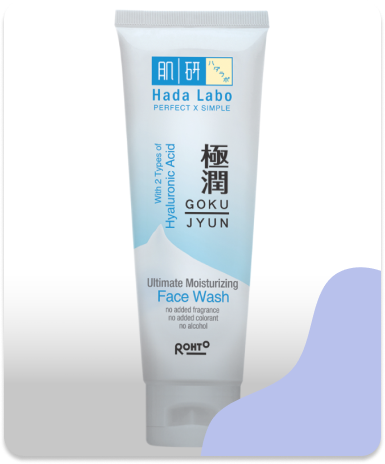 肌研
ハダラボ
Hada Labo
PERFECT X SIMPLE
With 2 Types of
Hyaluronic Acid
極潤
GOKU
JYUN
Ultimate Moisturizing
Face Wash
no added fragrance
no added colorant
no alcohol
ROHTO